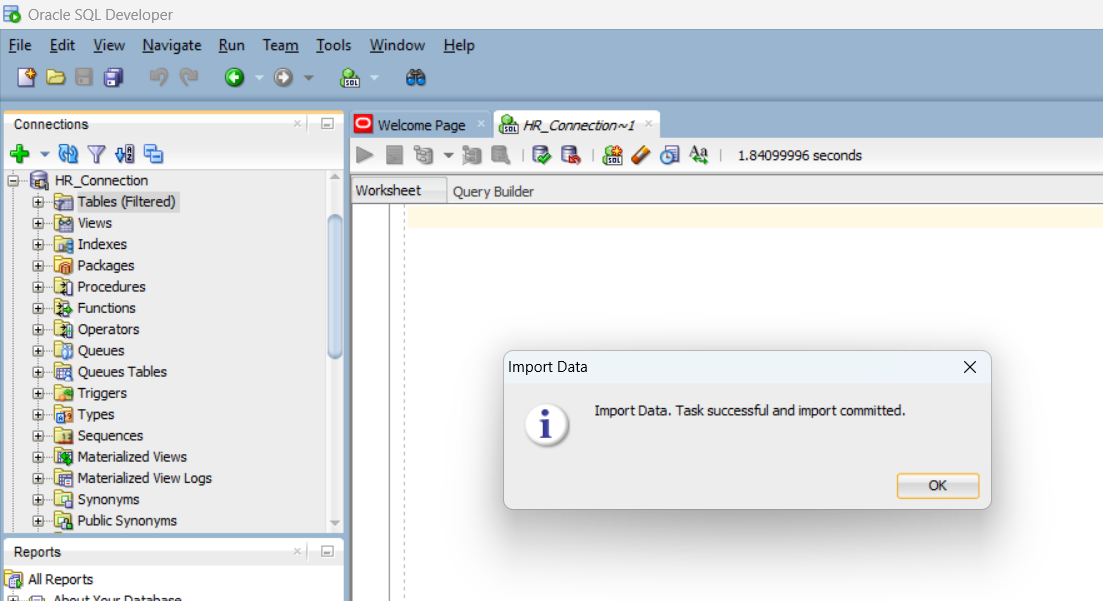 Oracle SQL Developer
File Edit View Navigate Run Team Tools Window Help
Connections
HR_Connection
Tables (Filtered)
Views
Indexes
Packages
Procedures
Functions
Operators
Queues
Queues Tables
Triggers
Types
Sequences
Materialized Views
Materialized View Logs
Synonyms
Public Synonyms
Reports
All Reports
About Your Database
Welcome Page HR_Connection~1
1.84099996 seconds
Worksheet Query Builder
Import Data
Import Data. Task successful and import committed.
OK